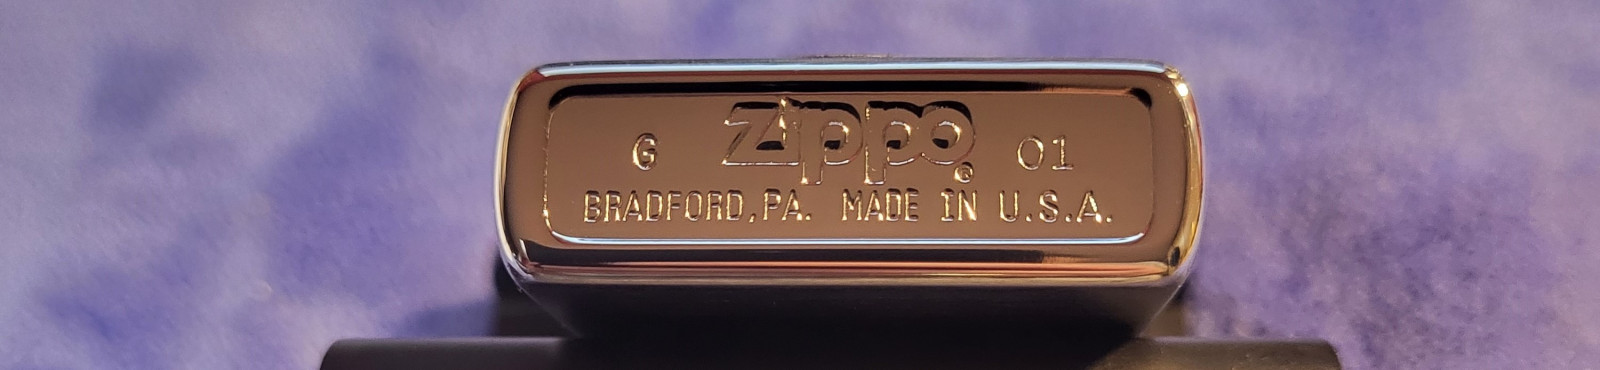 G Zippo® 01
BRADFORD,PA. MADE IN U.S.A.